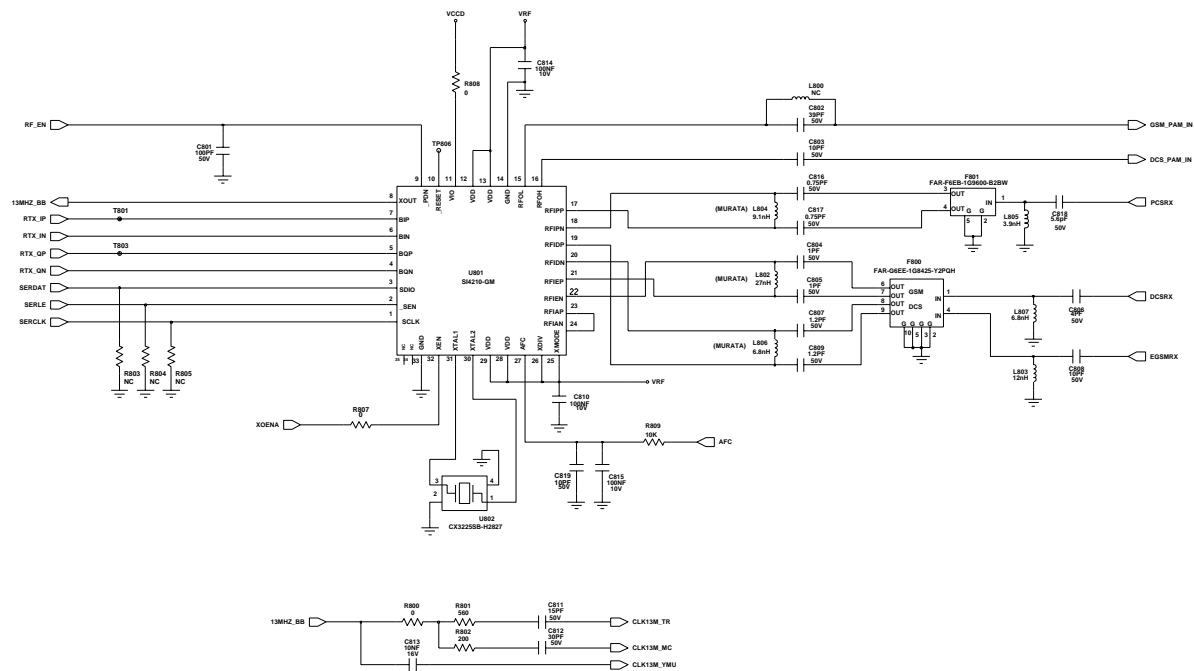 VCCD
VRF
R808
0
C814
100NF
10V
L800
NC
C802
39PF
50V
RF_EN
GSM_PAM_IN
C801
100PF
50V
TP806
C803
10PF
50V
DCS_PAM_IN
9 10 11 12 13 14 15 16
_PDN
_RESET
VIO
VDD
VDD
GND
RFOL
RFOH
C816
0.75PF
50V
F801
FAR-F6EB-1G9600-B2BW
3 OUT
4 OUT
IN 1
G G
5 2
13MHZ_BB
8 XOUT
RTX_IP
T801
7 BIP
RTX_IN
6 BIN
RTX_QP
T803
5 BQP
RTX_QN
4 BQN
SERDAT
3 SDIO
SERLE
2 _SEN
SERCLK
1 SCLK
U801
SI4210-GM
RFIPP 17
RFIPN 18
RFIDP 19
RFIDN 20
RFIEP 21
RFIEN 22
RFIAP 23
RFIAN 24
(MURATA)
L804
9.1nH
C817
0.75PF
50V
L805
3.9nH
C818
5.6pF
50V
PCSRX
C804
1PF
50V
(MURATA)
L802
27nH
C805
1PF
50V
F800
FAR-G6EE-1G8425-Y2PQH
6 OUT
7 OUT
8 OUT
9 OUT
GSM
DCS
IN 1
IN 4
G G G G
10 5 3 2
C807
1.2PF
50V
(MURATA)
L806
6.8nH
C809
1.2PF
50V
L807
6.8nH
C806
4PF
50V
DCSRX
L803
12nH
C808
10PF
50V
EGSMRX
NC
NC
GND
XEN
XTAL1
XTAL2
VDD
VDD
AFC
XDIV
XMODE
33 32 31 30 29 28 27 26 25
R803
NC
R804
NC
R805
NC
VRF
C810
100NF
10V
XOENA
R807
0
R809
10K
AFC
C819
10PF
50V
C815
100NF
10V
3 4
2 1
U802
CX3225SB-H2827
13MHZ_BB
R800
0
R801
560
C811
15PF
50V
CLK13M_TR
R802
200
C812
30PF
50V
CLK13M_MC
C813
10NF
16V
CLK13M_YMU